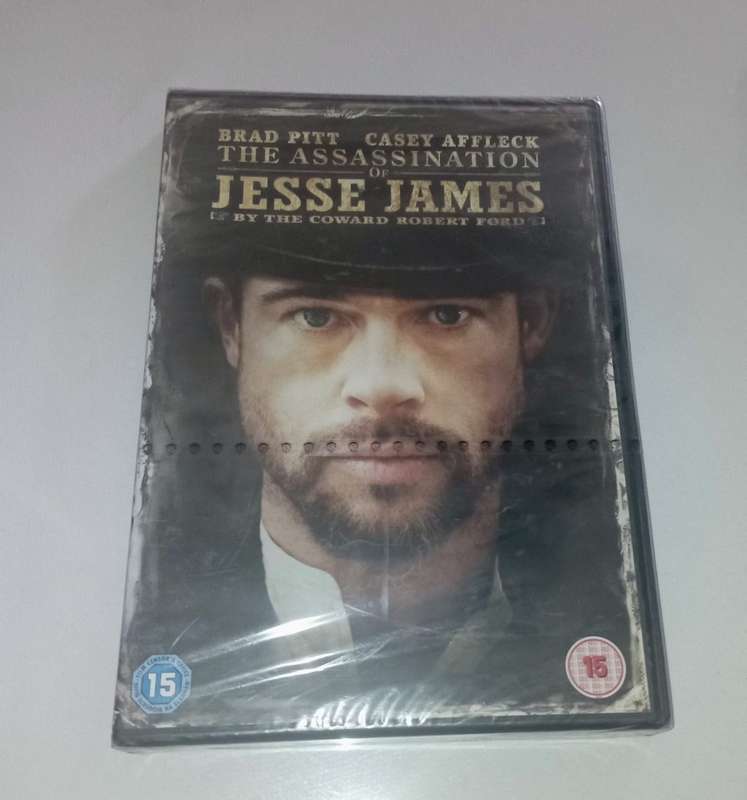 BRAD PITT CASEY AFFLECK
THE ASSASSINATION
OF
JESSE JAMES
BY THE COWARD ROBERT FORD
15
15